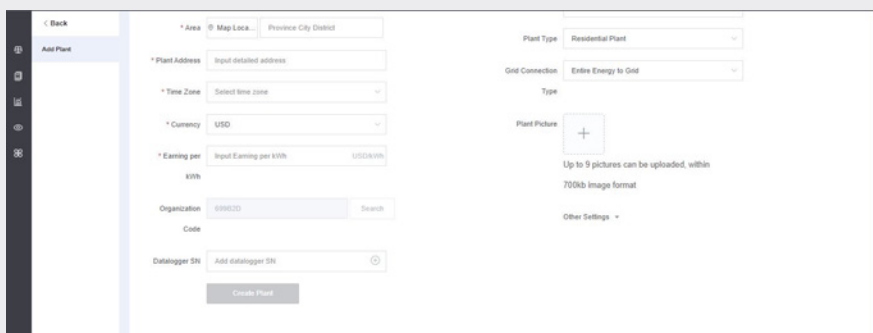 < Back
Add Plant
* Area
Map Loca...
Province City District
* Plant Address
Input detailed address
* Time Zone
Select time zone
* Currency
USD
* Earning per kWh
Input Earning per kWh
USD/kWh
Organization Code
Search
Datalogger SN
Add datalogger SN
Create Plant
Plant Type
Residential Plant
Grid Connection Type
Entire Energy to Grid
Plant Picture
Up to 9 pictures can be uploaded, within
700kb image format
Other Settings